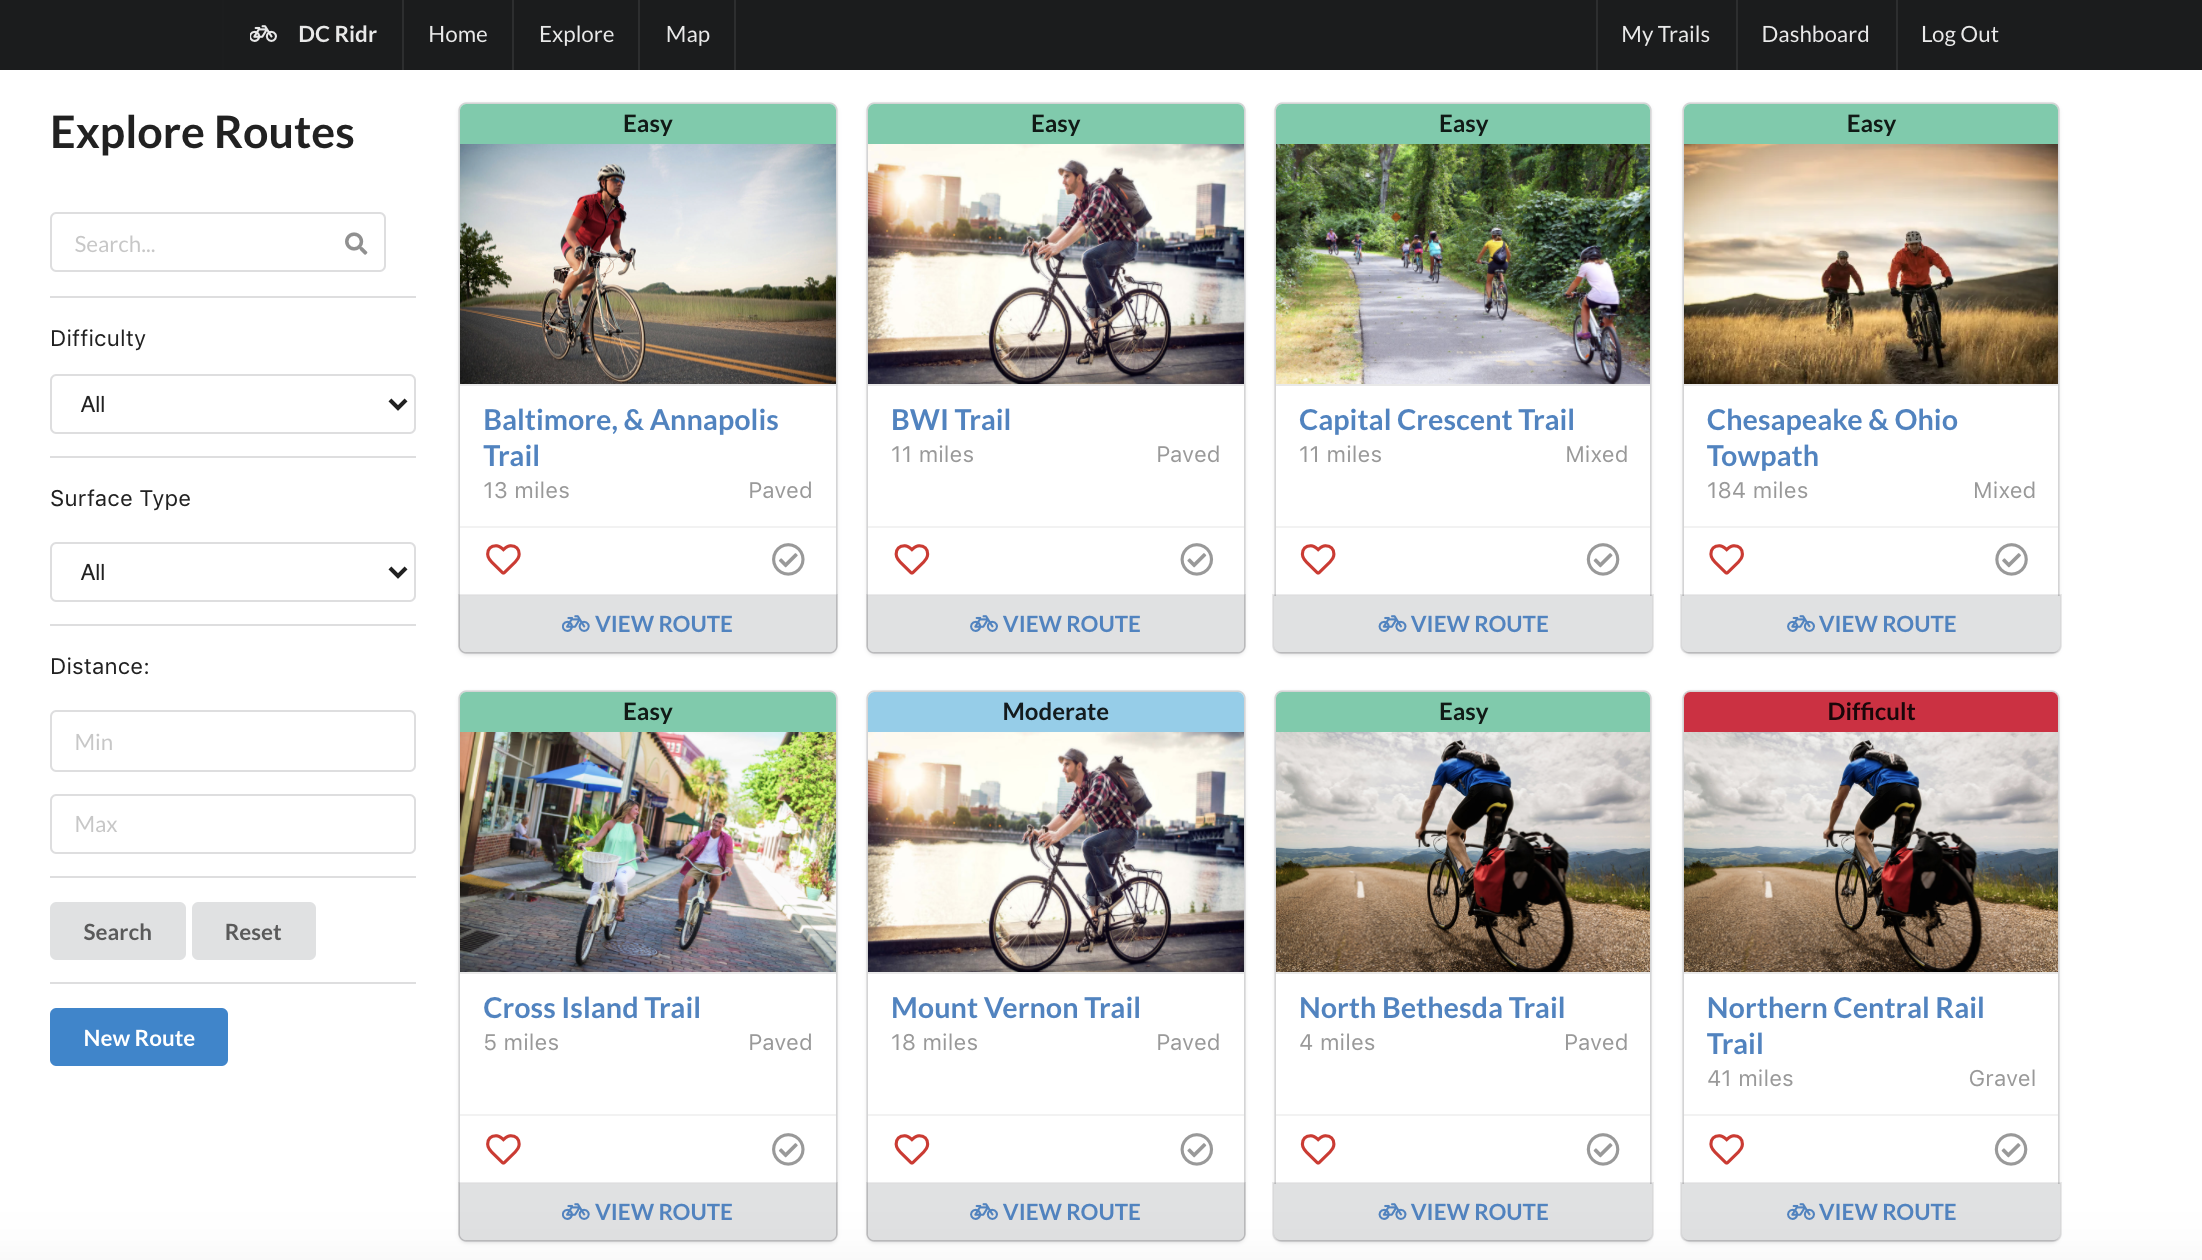 DC Ridr
Home
Explore
Map
My Trails
Dashboard
Log Out
Explore Routes
Search...
Difficulty
All
Surface Type
All
Distance:
Min
Max
Search
Reset
New Route
Easy
Baltimore, & Annapolis
Trail
13 miles
Paved
VIEW ROUTE
Easy
BWI Trail
11 miles
Paved
VIEW ROUTE
Easy
Capital Crescent Trail
11 miles
Mixed
VIEW ROUTE
Easy
Chesapeake & Ohio
Towpath
184 miles
Mixed
VIEW ROUTE
Easy
Cross Island Trail
5 miles
Paved
VIEW ROUTE
Moderate
Mount Vernon Trail
18 miles
Paved
VIEW ROUTE
Easy
North Bethesda Trail
4 miles
Paved
VIEW ROUTE
Difficult
Northern Central Rail
Trail
41 miles
Gravel
VIEW ROUTE